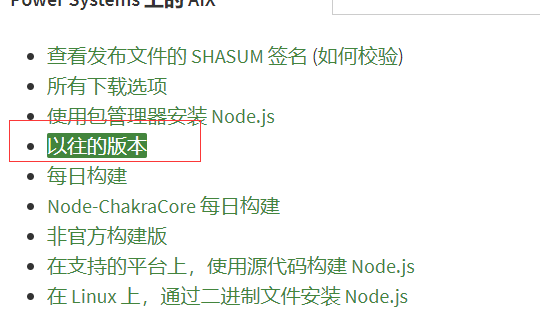 Power Systems 上的 AIX
查看发布文件的 SHASUM 签名 (如何校验)
所有下载选项
使用包管理器安装 Node.js
以往的版本
每日构建
Node-ChakraCore 每日构建
非官方构建版
在支持的平台上，使用源代码构建 Node.js
在 Linux 上，通过二进制文件安装 Node.js